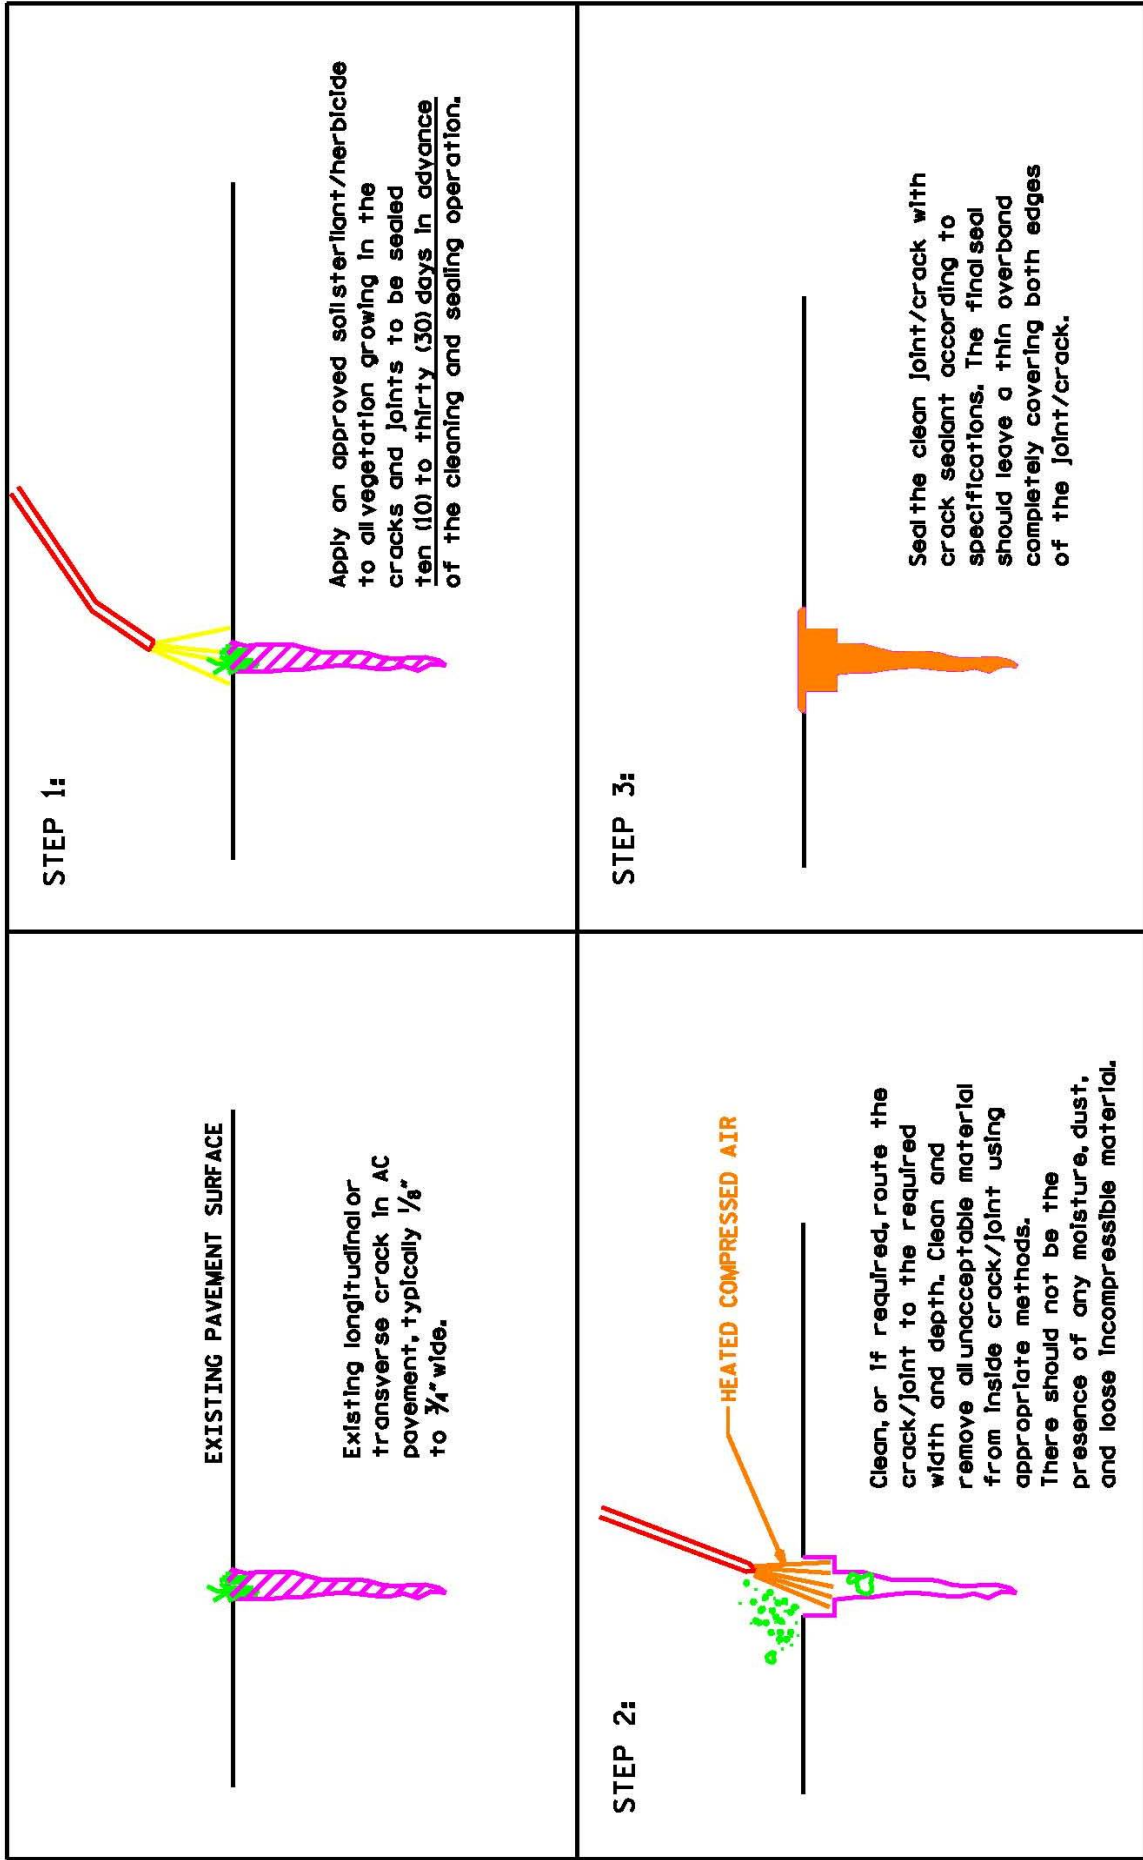 EXISTING PAVEMENT SURFACE
Existing longitudinal or
transverse crack in AC
pavement, typically 1/8"
to 3/4" wide.
STEP 1:
Apply an approved soil sterilant/herbicide
to all vegetation growing in the
cracks and joints to be sealed
ten (10) to thirty (30) days in advance
of the cleaning and sealing operation.
STEP 2:
HEATED COMPRESSED AIR
Clean, or if required, route the
crack/joint to the required
width and depth. Clean and
remove all unacceptable material
from inside crack/joint using
appropriate methods.
There should not be the
presence of any moisture, dust,
and loose incompressible material.
STEP 3:
Seal the clean joint/crack with
crack sealant according to
specifications. The final seal
should leave a thin overband
completely covering both edges
of the joint/crack.